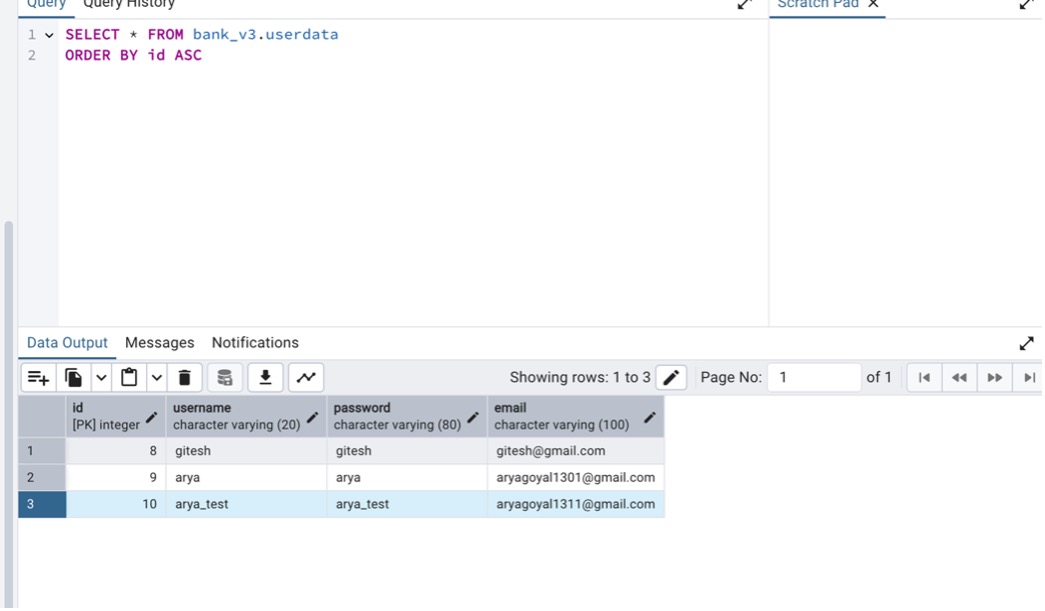 Query Query History
Scratch Pad ×
1 SELECT * FROM bank_v3.userdata
2 ORDER BY id ASC
Data Output Messages Notifications
Showing rows: 1 to 3 Page No: 1 of 1
id username password email
[PK] integer character varying (20) character varying (80) character varying (100)
1 8 gitesh gitesh gitesh@gmail.com
2 9 arya arya aryagoyal1301@gmail.com
3 10 arya_test arya_test aryagoyal1311@gmail.com